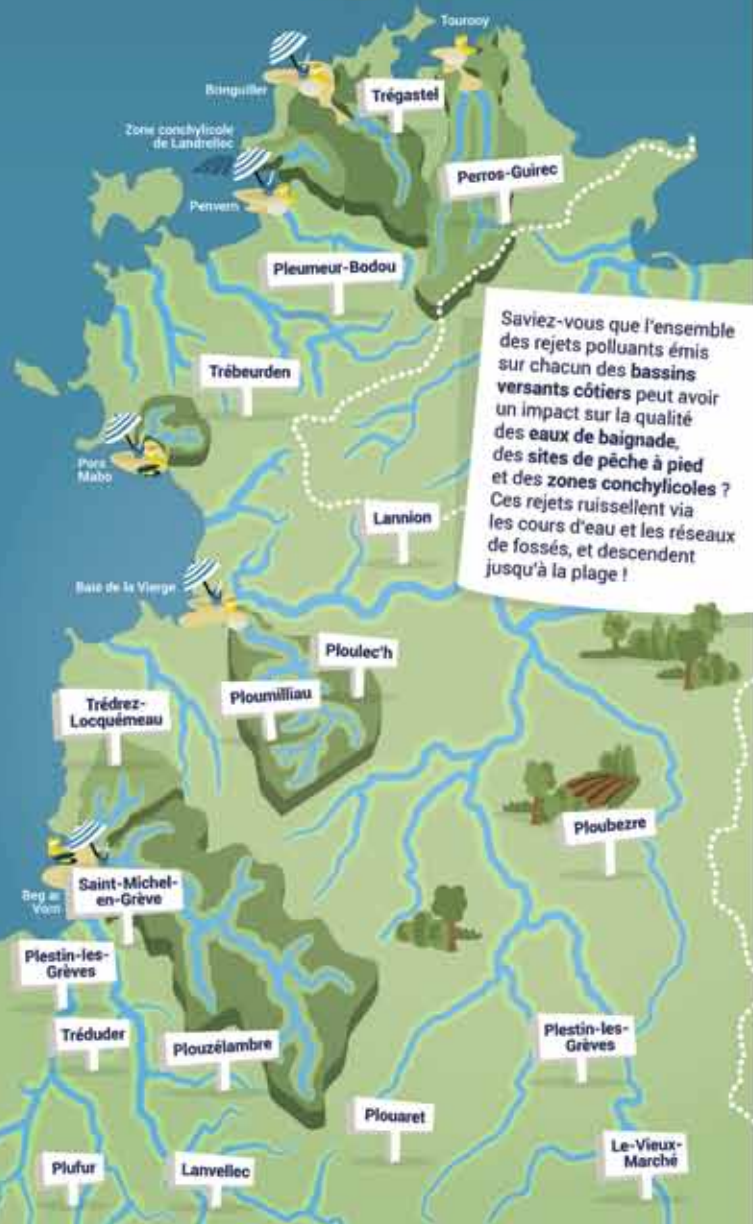 Tourony
Bringuiller
Trégastel
Zone conchylicole
de Landrellec
Perros-Guirec
Penvern
Pleumeur-Bodou
Saviez-vous que l'ensemble
des rejets polluants émis
sur chacun des bassins
versants côtiers peut avoir
un impact sur la qualité
des eaux de baignade,
des sites de pêche à pied
et des zones conchylicoles ?
Ces rejets ruissellent via
les cours d'eau et les réseaux
de fossés, et descendent
jusqu'à la plage !
Trébeurden
Pors
Mabo
Lannion
Baie de la Vierge
Ploulec'h
Ploumilliau
Trédrez-
Locquémeau
Ploubezre
Saint-Michel-
en-Grève
Beg ar
Vorn
Plestin-les-
Grèves
Tréduder
Plouzélambre
Plestin-les-
Grèves
Plouaret
Le-Vieux-
Marché
Plufur
Lanvellec